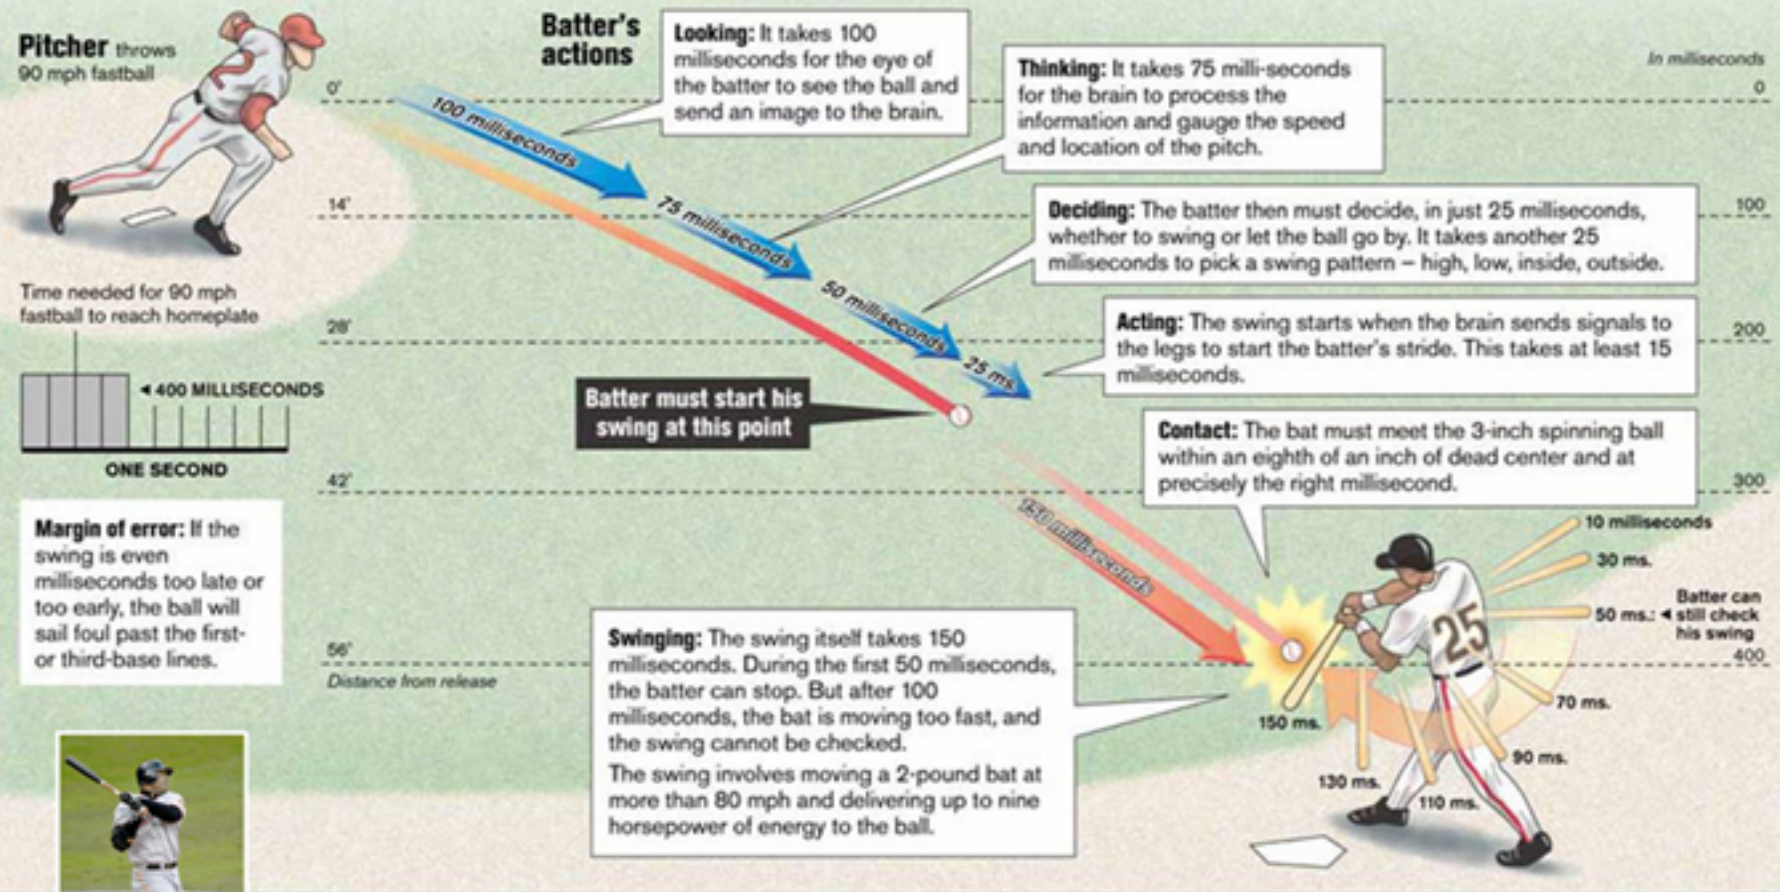 Pitcher throws
90 mph fastball
Batter's
actions
Looking: It takes 100
milliseconds for the eye of
the batter to see the ball and
send an image to the brain.
Thinking: It takes 75 milli-seconds
for the brain to process the
information and gauge the speed
and location of the pitch.
In milliseconds
0'
0
100 milliseconds
2
14'
100
75 milliseconds
Deciding: The batter then must decide, in just 25 milliseconds,
whether to swing or let the ball go by. It takes another 25
milliseconds to pick a swing pattern – high, low, inside, outside.
Time needed for 90 mph
fastball to reach homeplate
28'
200
50 milliseconds
25 ms.
Acting: The swing starts when the brain sends signals to
the legs to start the batter's stride. This takes at least 15
milliseconds.
◄ 400 MILLISECONDS
ONE SECOND
Batter must start his
swing at this point
Contact: The bat must meet the 3-inch spinning ball
within an eighth of an inch of dead center and at
precisely the right millisecond.
42'
300
150 milliseconds
Margin of error: If the
swing is even
milliseconds too late or
too early, the ball will
sail foul past the first-
or third-base lines.
10 milliseconds
30 ms.
50 ms.: ◄
Batter can
still check
his swing
25
56'
400
Distance from release
Swinging: The swing itself takes 150
milliseconds. During the first 50 milliseconds,
the batter can stop. But after 100
milliseconds, the bat is moving too fast, and
the swing cannot be checked.
The swing involves moving a 2-pound bat at
more than 80 mph and delivering up to nine
horsepower of energy to the ball.
70 ms.
150 ms.
90 ms.
130 ms.
110 ms.